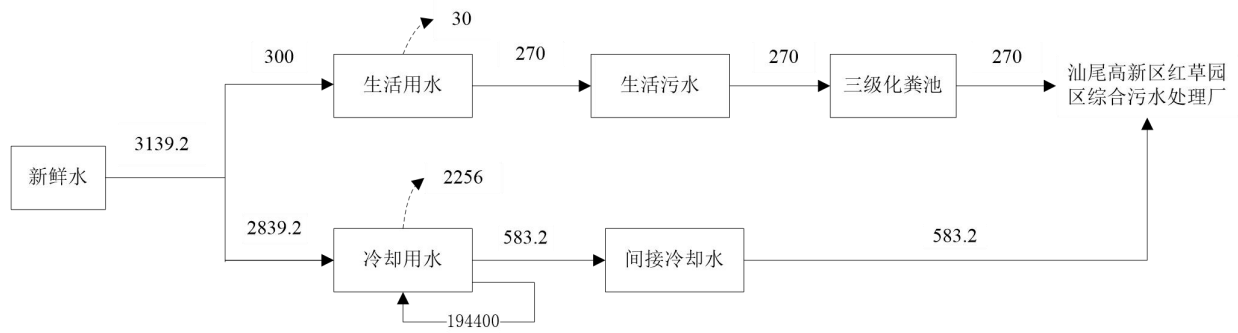 30
300
270
270
270
生活用水
生活污水
三级化粪池
汕尾高新区红草园
区综合污水处理厂
3139.2
新鲜水
2256
2839.2
583.2
583.2
冷却用水
间接冷却水
194400